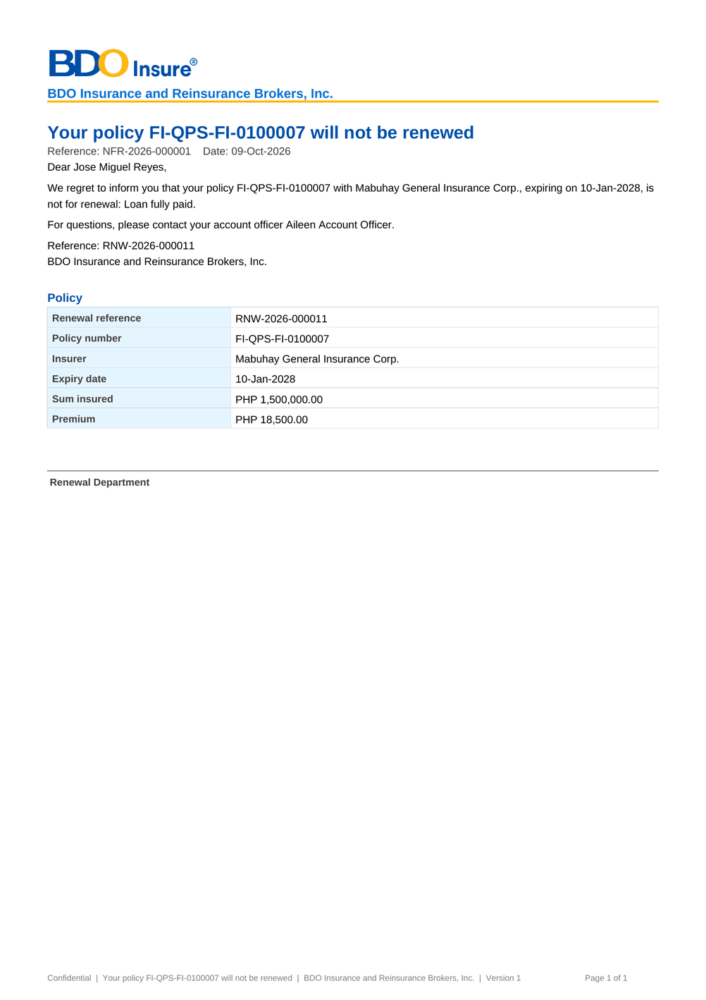 BDO Insure®
BDO Insurance and Reinsurance Brokers, Inc.
Your policy FI-QPS-FI-0100007 will not be renewed
Reference: NFR-2026-000001    Date: 09-Oct-2026
Dear Jose Miguel Reyes,
We regret to inform you that your policy FI-QPS-FI-0100007 with Mabuhay General Insurance Corp., expiring on 10-Jan-2028, is
not for renewal: Loan fully paid.
For questions, please contact your account officer Aileen Account Officer.
Reference: RNW-2026-000011
BDO Insurance and Reinsurance Brokers, Inc.
Policy
Renewal reference RNW-2026-000011
Policy number FI-QPS-FI-0100007
Insurer Mabuhay General Insurance Corp.
Expiry date 10-Jan-2028
Sum insured PHP 1,500,000.00
Premium PHP 18,500.00
Renewal Department
Confidential | Your policy FI-QPS-FI-0100007 will not be renewed | BDO Insurance and Reinsurance Brokers, Inc. | Version 1 Page 1 of 1